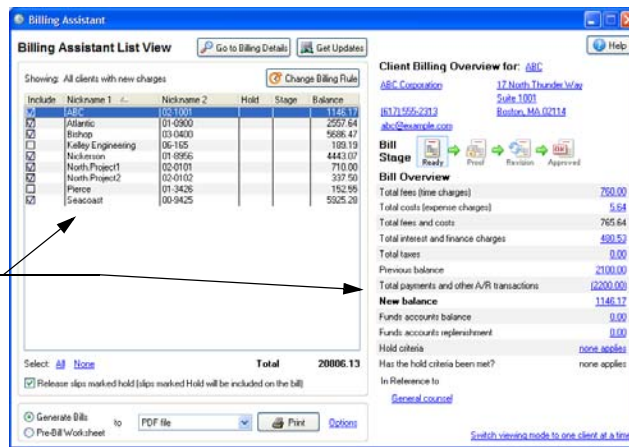 Billing Assistant
Billing Assistant List View
Go to Billing Details
Get Updates
Help
Showing: All clients with new charges
Change Billing Rule
Include Nickname 1 Nickname 2 Hold Stage Balance
ABC 02-1001 1146.17
Atlantic 01-0900 2557.64
Bishop 03-0400 5686.47
Kelley Engineering 06-165 189.19
Nickerson 01-8956 4443.07
North.Project1 02-0101 710.00
North.Project2 02-0102 337.50
Pierce 01-3426 152.55
Seacoast 00-9425 5925.28
Select: All None
Total 20806.13
Release slips marked hold (slips marked Hold will be included on the bill)
Generate Bills
Pre-Bill Worksheet
to
PDF file
Print
Options
Client Billing Overview for: ABC
ABC Corporation 17 North Thunder Way
Suite 1001
(617)555-2313 Boston, MA 02114
abc@example.com
Bill Stage
Ready Proof Revision Approved
Bill Overview
Total fees (time charges) 760.00
Total costs (expense charges) 5.64
Total fees and costs 765.64
Total interest and finance charges 480.53
Total taxes 0.00
Previous balance 2100.00
Total payments and other A/R transactions (2200.00)
New balance 1146.17
Funds accounts balance 0.00
Funds accounts replenishment 0.00
Hold criteria none applies
Has the hold criteria been met? none applies
In Reference to
General counsel
Switch viewing mode to one client at a time